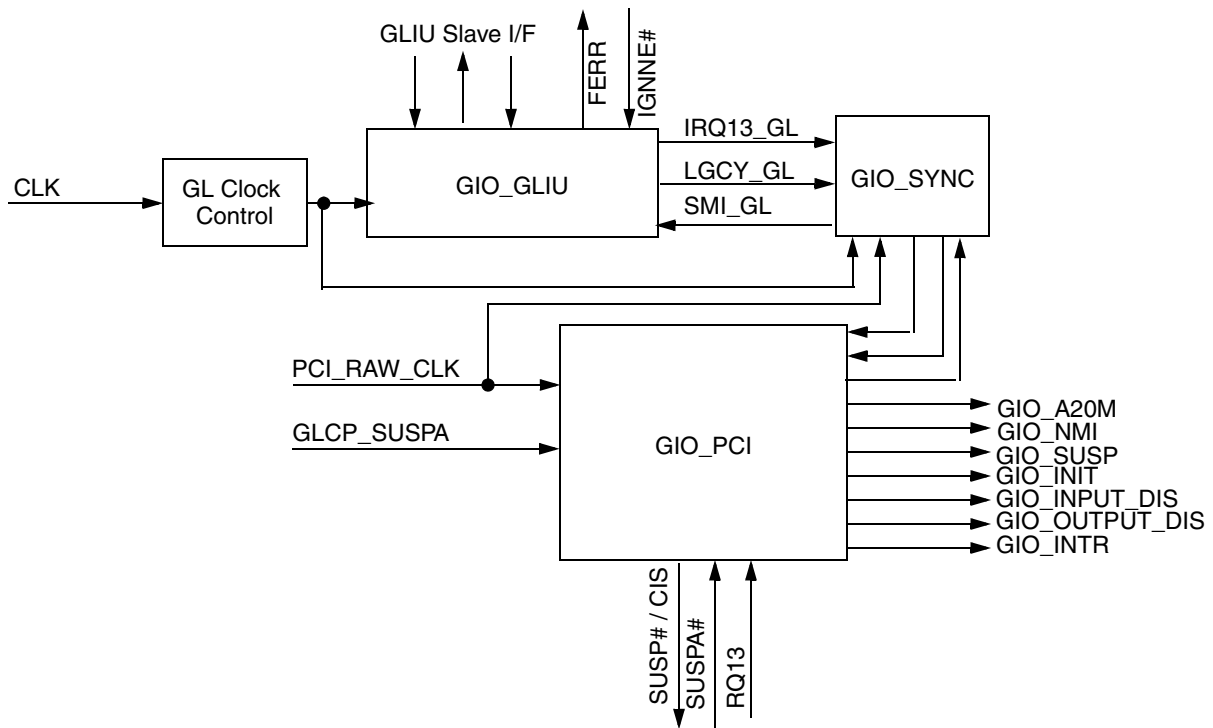 GLIU Slave I/F
FERR
IGNNE#
CLK
GL Clock
Control
GIO_GLIU
IRQ13_GL
LGCY_GL
SMI_GL
GIO_SYNC
PCI_RAW_CLK
GLCP_SUSPA
GIO_PCI
GIO_A20M
GIO_NMI
GIO_SUSP
GIO_INIT
GIO_INPUT_DIS
GIO_OUTPUT_DIS
GIO_INTR
SUSP# / CIS
SUSPA#
RQ13